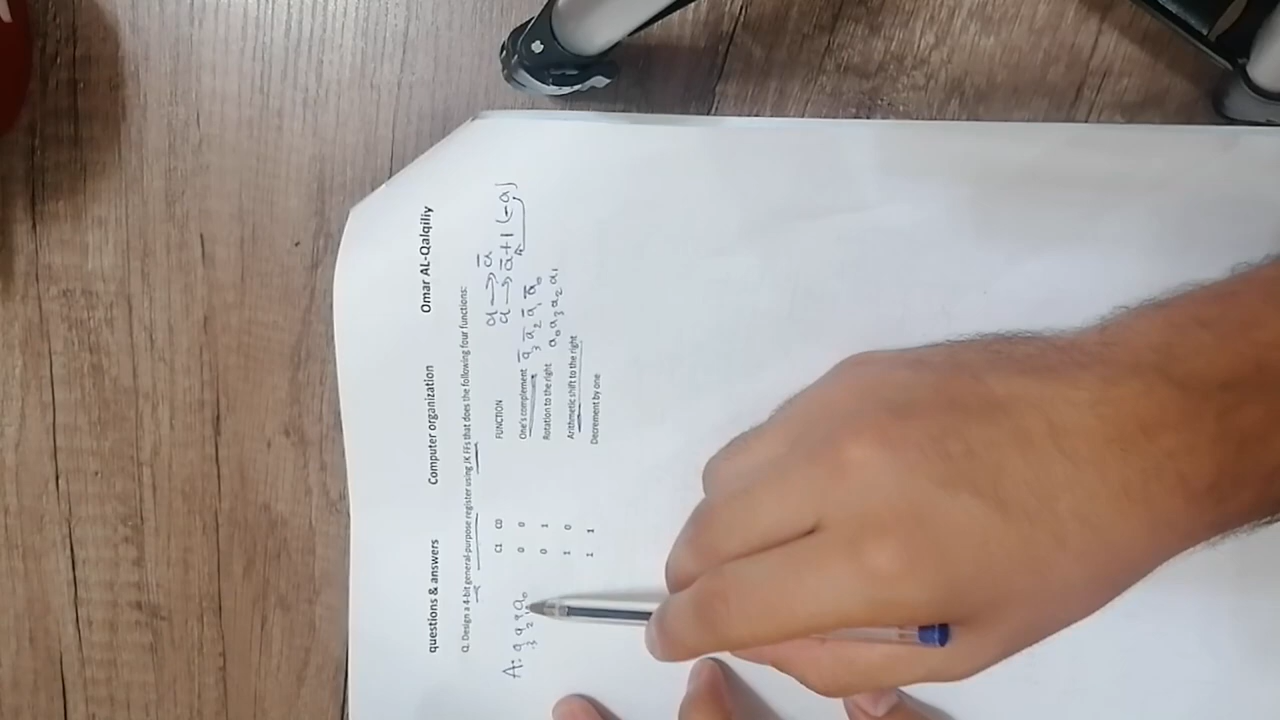 questions & answers Computer organization Omar AL-Qalqiliy
Q. Design a 4-bit general-purpose register using JK FFs that does the following four functions:
a → ā
A: a₃ a₂ a₁ a₀ C1 C0 FUNCTION a → ā+1 (-a)
0 0 One's complement ā₃ ā₂ ā₁ ā₀
0 1 Rotation to the right a₀ a₃ a₂ a₁
1 0 Arithmetic shift to the right
1 1 Decrement by one